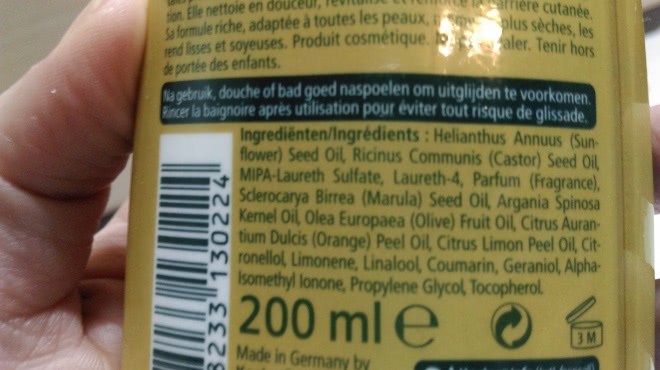 tion. Elle nettoie en douceur, revitalise et renforce la barrière cutanée.
Sa formule riche, adaptée à toutes les peaux, plus sèches, les
rend lisses et soyeuses. Produit cosmétique. Tenir hors
de portée des enfants.
Na gebruik, douche of bad goed naspoelen om uitglijden te voorkomen.
Rincer la baignoire après utilisation pour éviter tout risque de glissade.
Ingrediënten/Ingrédients : Helianthus Annuus (Sun-
flower) Seed Oil, Ricinus Communis (Castor) Seed Oil,
MIPA-Laureth Sulfate, Laureth-4, Parfum (Fragrance),
Sclerocarya Birrea (Marula) Seed Oil, Argania Spinosa
Kernel Oil, Olea Europaea (Olive) Fruit Oil, Citrus Auran-
tium Dulcis (Orange) Peel Oil, Citrus Limon Peel Oil, Cit-
ronellol, Limonene, Linalool, Coumarin, Geraniol, Alpha-
Isomethyl Ionone, Propylene Glycol, Tocopherol.
8233 130224
200 ml e
3 M
Made in Germany by